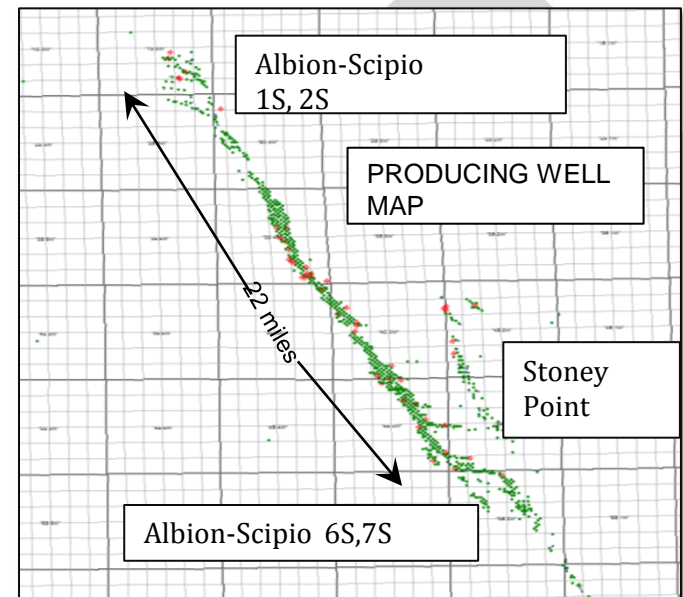 Albion-Scipio
1S, 2S
PRODUCING WELL
MAP
22 miles
Stoney
Point
Albion-Scipio 6S,7S